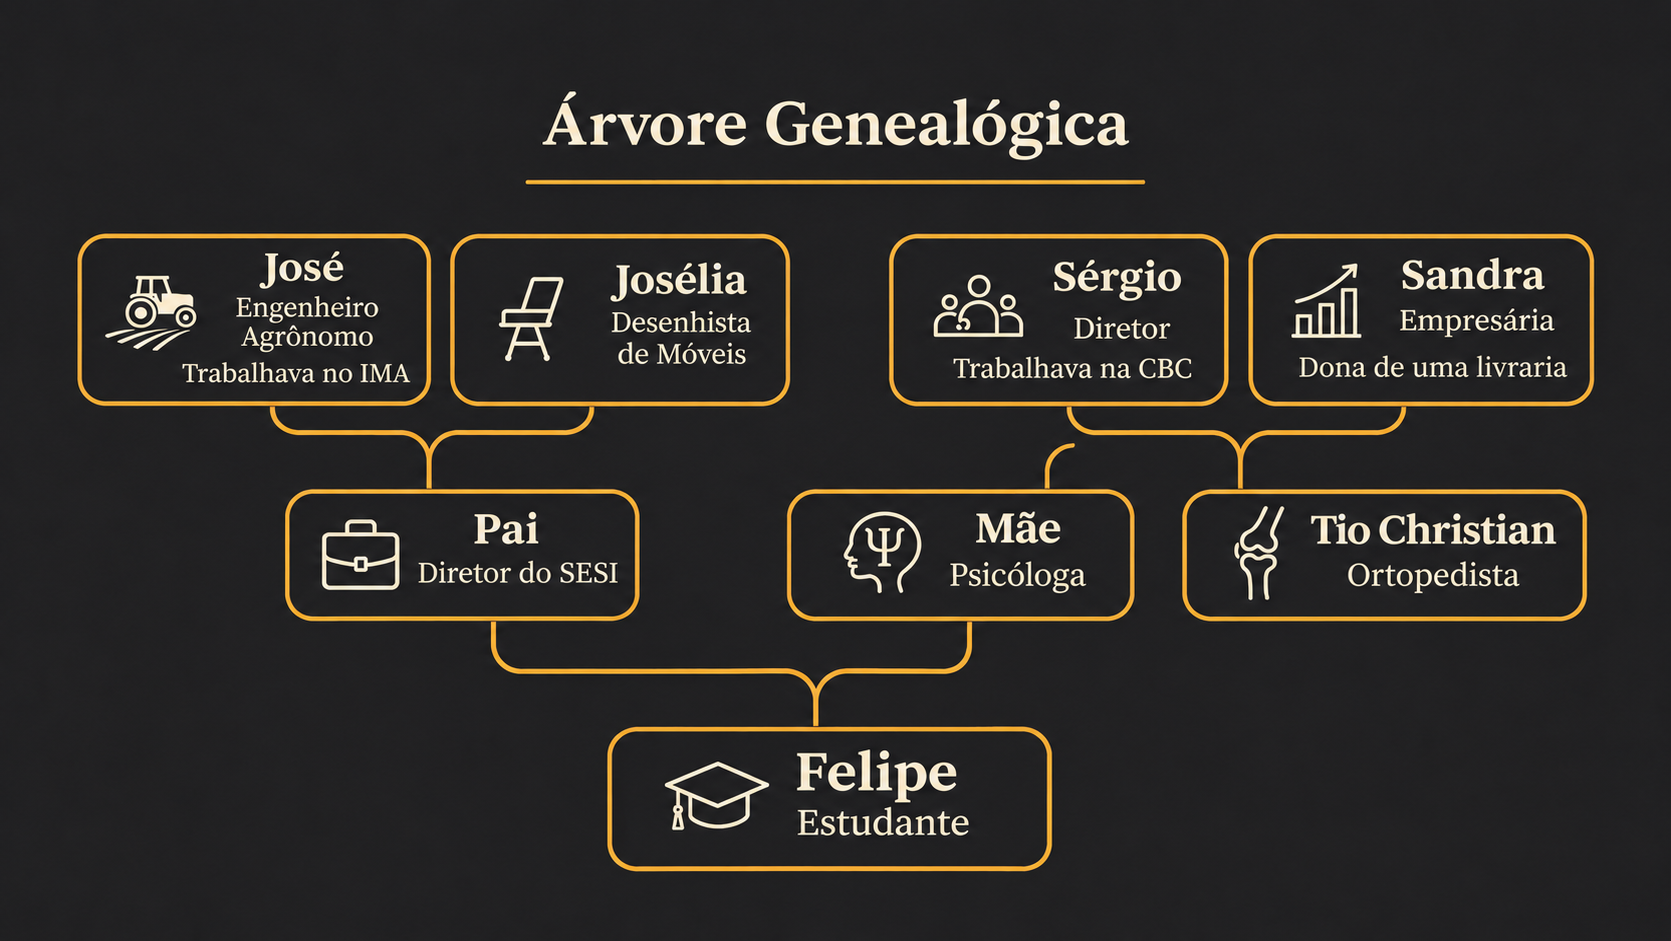 Árvore Genealógica
José
Engenheiro
Agrônomo
Trabalhava no IMA
Josélia
Desenhista
de Móveis
Sérgio
Diretor
Trabalhava na CBC
Sandra
Empresária
Dona de uma livraria
Pai
Diretor do SESI
Mãe
Psicóloga
Tio Christian
Ortopedista
Felipe
Estudante